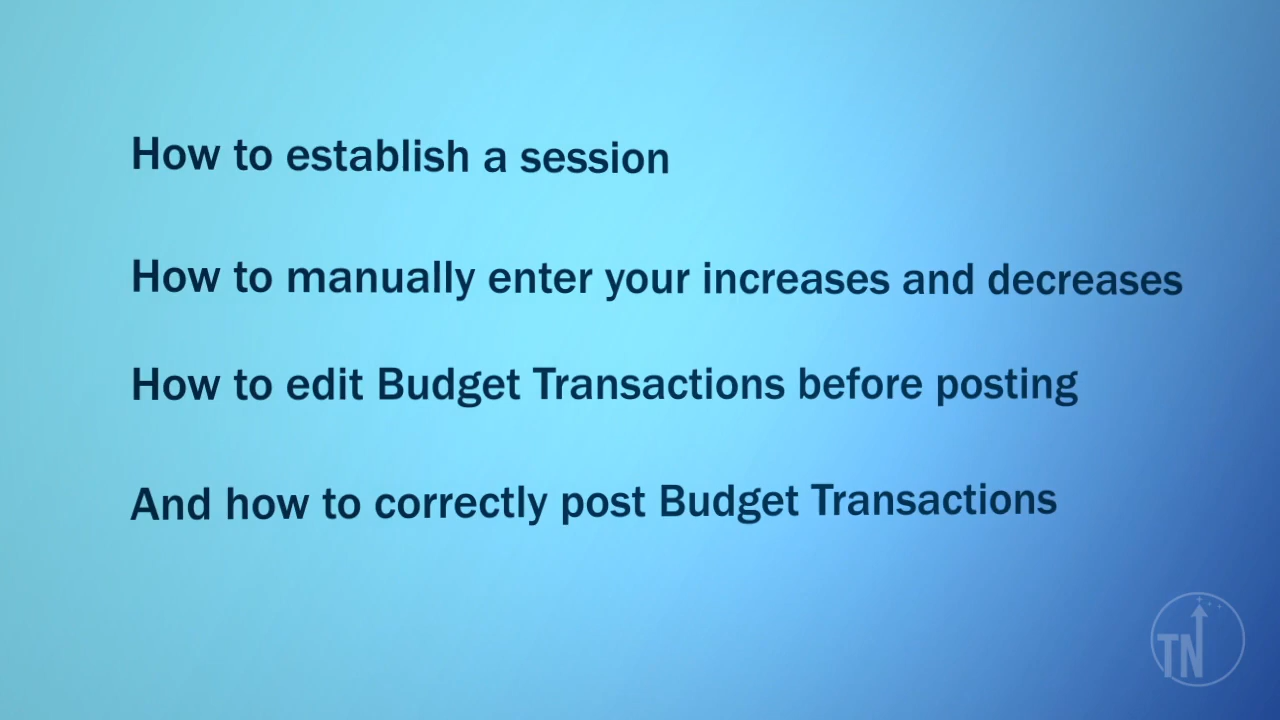 How to establish a session
How to manually enter your increases and decreases
How to edit Budget Transactions before posting
And how to correctly post Budget Transactions
TN